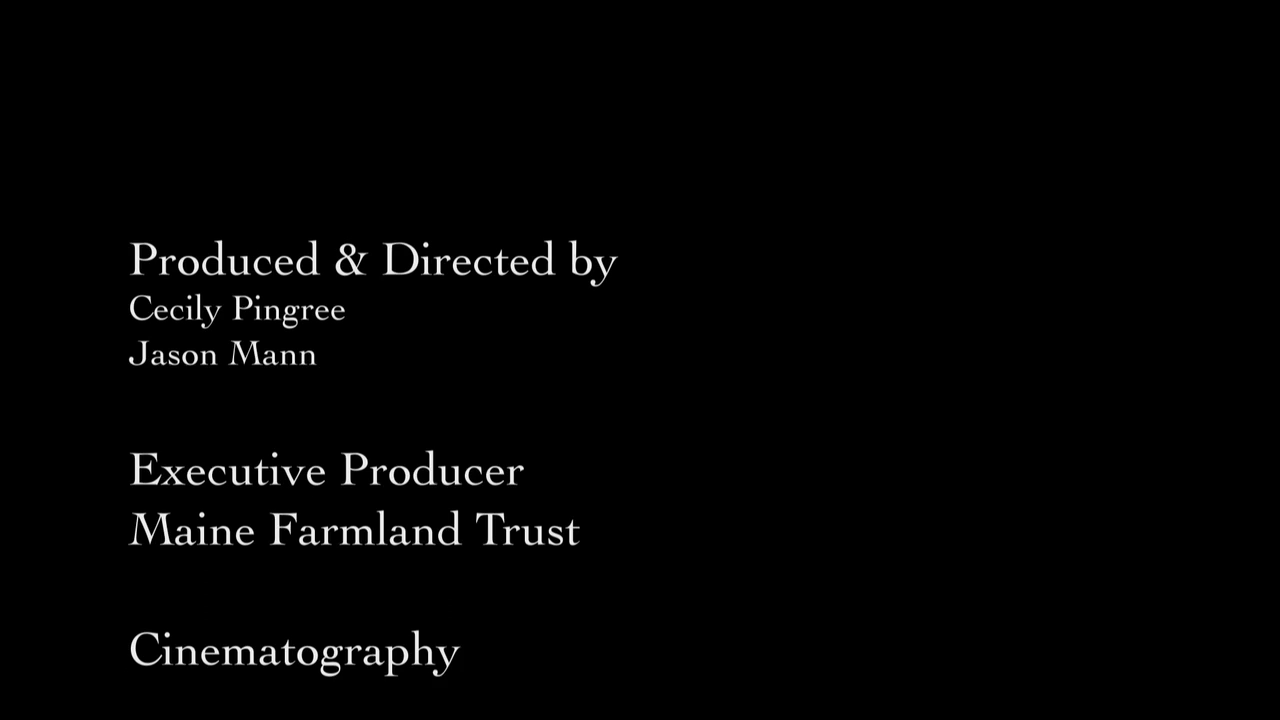 Produced & Directed by
Cecily Pingree
Jason Mann
Executive Producer
Maine Farmland Trust
Cinematography